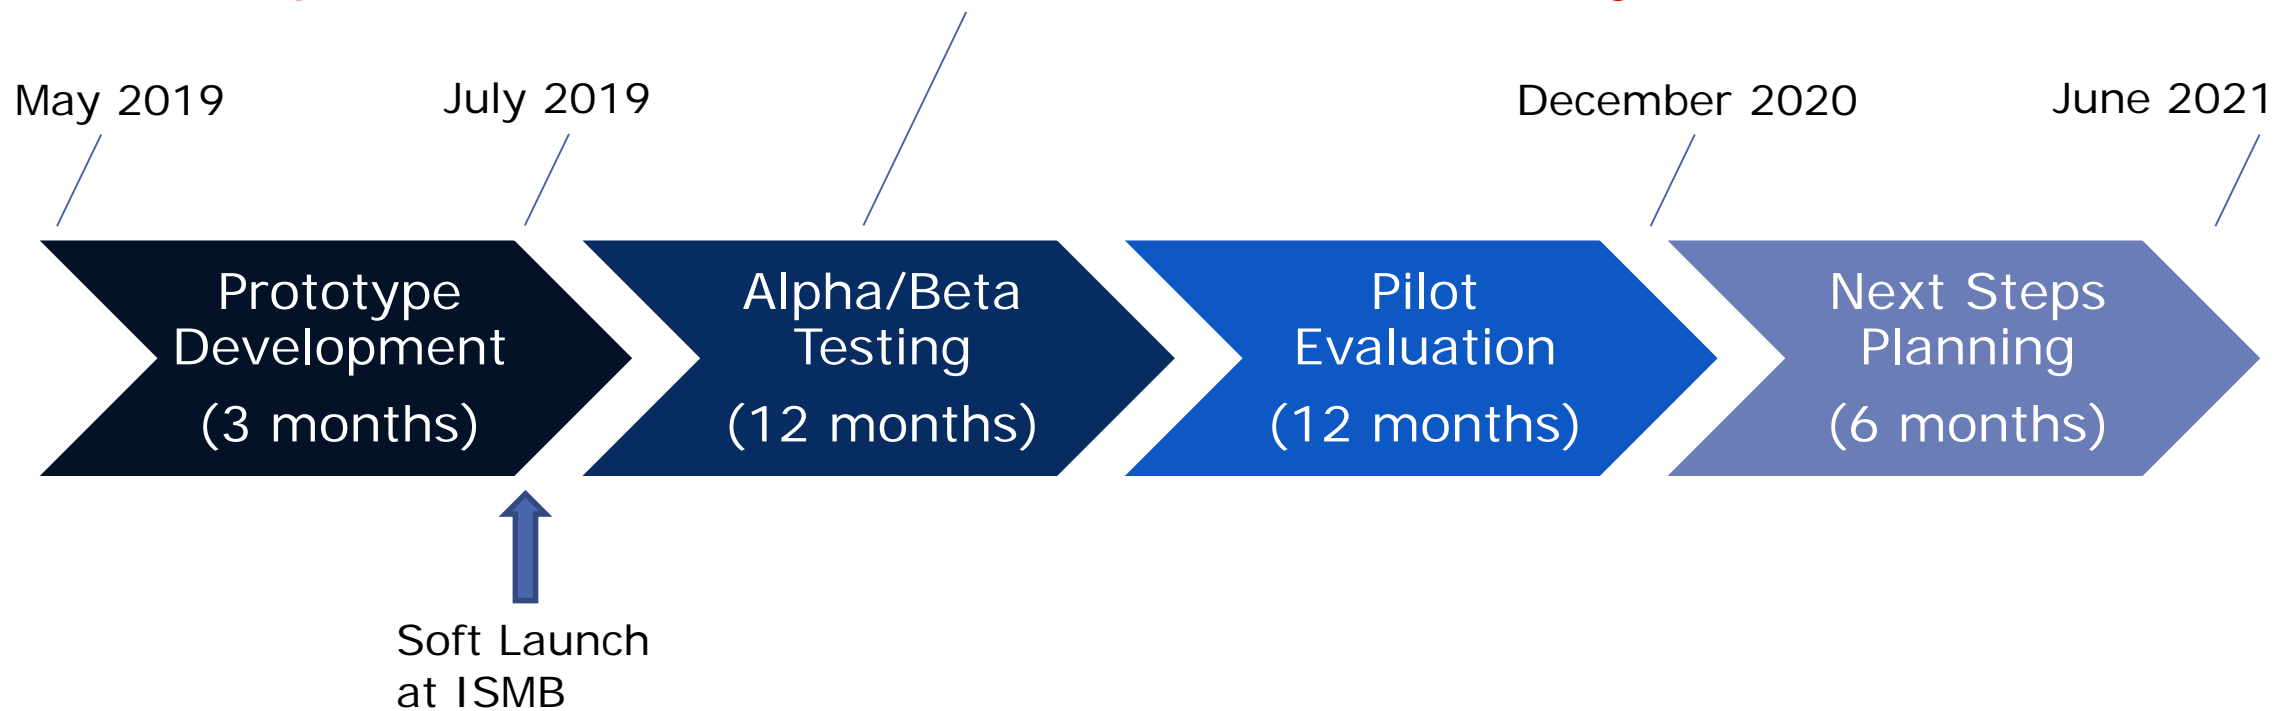 May 2019
July 2019
December 2020
June 2021
Prototype
Development
(3 months)
Alpha/Beta
Testing
(12 months)
Pilot
Evaluation
(12 months)
Next Steps
Planning
(6 months)
Soft Launch
at ISMB